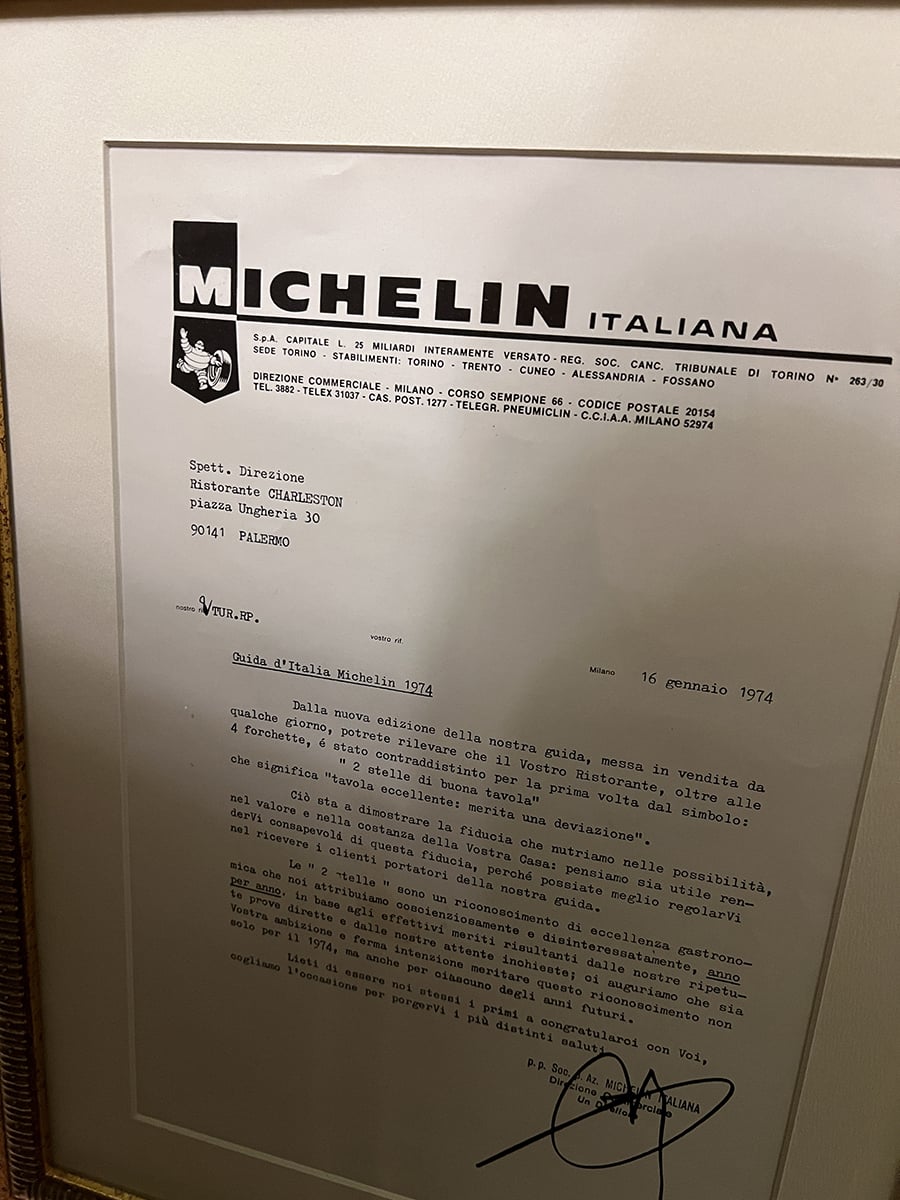 MICHELIN ITALIANA
S.p.A. CAPITALE L. 25 MILIARDI INTERAMENTE VERSATO - REG. SOC. CANC. TRIBUNALE DI TORINO N° 263/30
SEDE TORINO - STABILIMENTI: TORINO - TRENTO - CUNEO - ALESSANDRIA - FOSSANO
DIREZIONE COMMERCIALE - MILANO - CORSO SEMPIONE 66 - CODICE POSTALE 20154
TEL. 3882 - TELEX 31037 - CAS. POST. 1277 - TELEGR. PNEUMICLIN - C.C.I.A.A. MILANO 52974
Spett. Direzione
Ristorante CHARLESTON
piazza Ungheria 30
90141 PALERMO
nostro TUR.RP.
vostro rif.
Milano 16 gennaio 1974
Guida d'Italia Michelin 1974
Dalla nuova edizione della nostra guida, messa in vendita da
qualche giorno, potrete rilevare che il Vostro Ristorante, oltre alle
4 forchette, é stato contraddistinto per la prima volta dal simbolo:
" 2 stelle di buona tavola"
che significa "tavola eccellente: merita una deviazione".
Ciò sta a dimostrare la fiducia che nutriamo nelle possibilità,
nel valore e nella costanza della Vostra Casa: pensiamo sia utile ren-
derVi consapevoli di questa fiducia, perché possiate meglio regolarVi
nel ricevere i clienti portatori della nostra guida.
Le " 2 stelle " sono un riconoscimento di eccellenza gastrono-
mica che noi attribuiamo coscienziosamente e disinteressatamente, anno
per anno, in base agli effettivi meriti risultanti dalle nostre ripetu-
te prove dirette e dalle nostre attente inchieste; ci auguriamo che sia
Vostra ambizione e ferma intenzione meritare questo riconoscimento non
solo per il 1974, ma anche per ciascuno degli anni futuri.
Lieti di essere noi stessi i primi a congratularci con Voi,
cogliamo l'occasione per porgerVi i più distinti saluti
p.p. Soc. p. Az. MICHELIN ITALIANA
Direzione Commerciale
Un